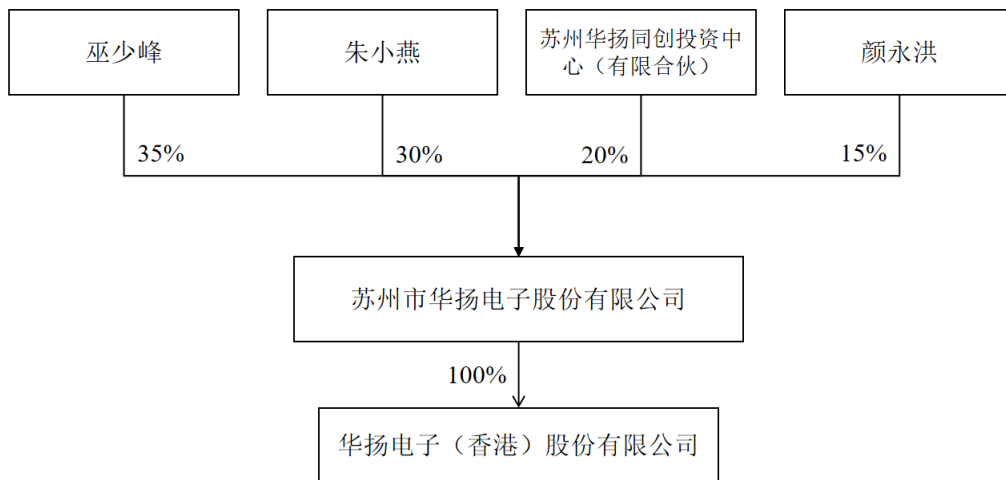 巫少峰
朱小燕
苏州华扬同创投资中
心（有限合伙）
颜永洪
35%
30%
20%
15%
苏州市华扬电子股份有限公司
100%
华扬电子（香港）股份有限公司